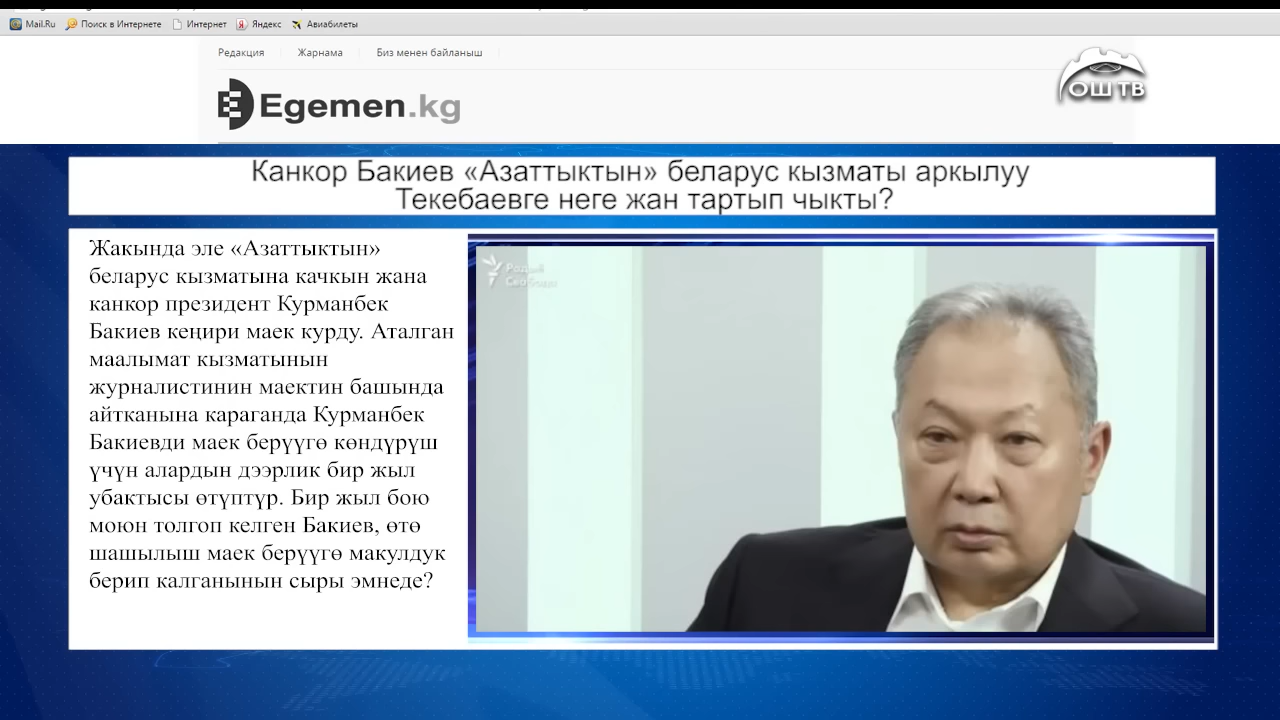 Mail.Ru Поиск в Интернете Интернет Яндекс Авиабилеты
Редакция Жарнама Биз менен байланыш
Egemen.kg
ОШ ТВ
Канкор Бакиев «Азаттыктын» беларус кызматы аркылуу
Текебаевге неге жан тартып чыкты?
Жакында эле «Азаттыктын»
беларус кызматына качкын жана
канкор президент Курманбек
Бакиев кеңири маек курду. Аталган
маалымат кызматынын
журналистинин маектин башында
айтканына караганда Курманбек
Бакиевди маек берүүгө көндүрүш
үчүн алардын дээрлик бир жыл
убактысы өтүптүр. Бир жыл бою
моюн толгоп келген Бакиев, өтө
шашылыш маек берүүгө макулдук
берип калганынын сыры эмнеде?